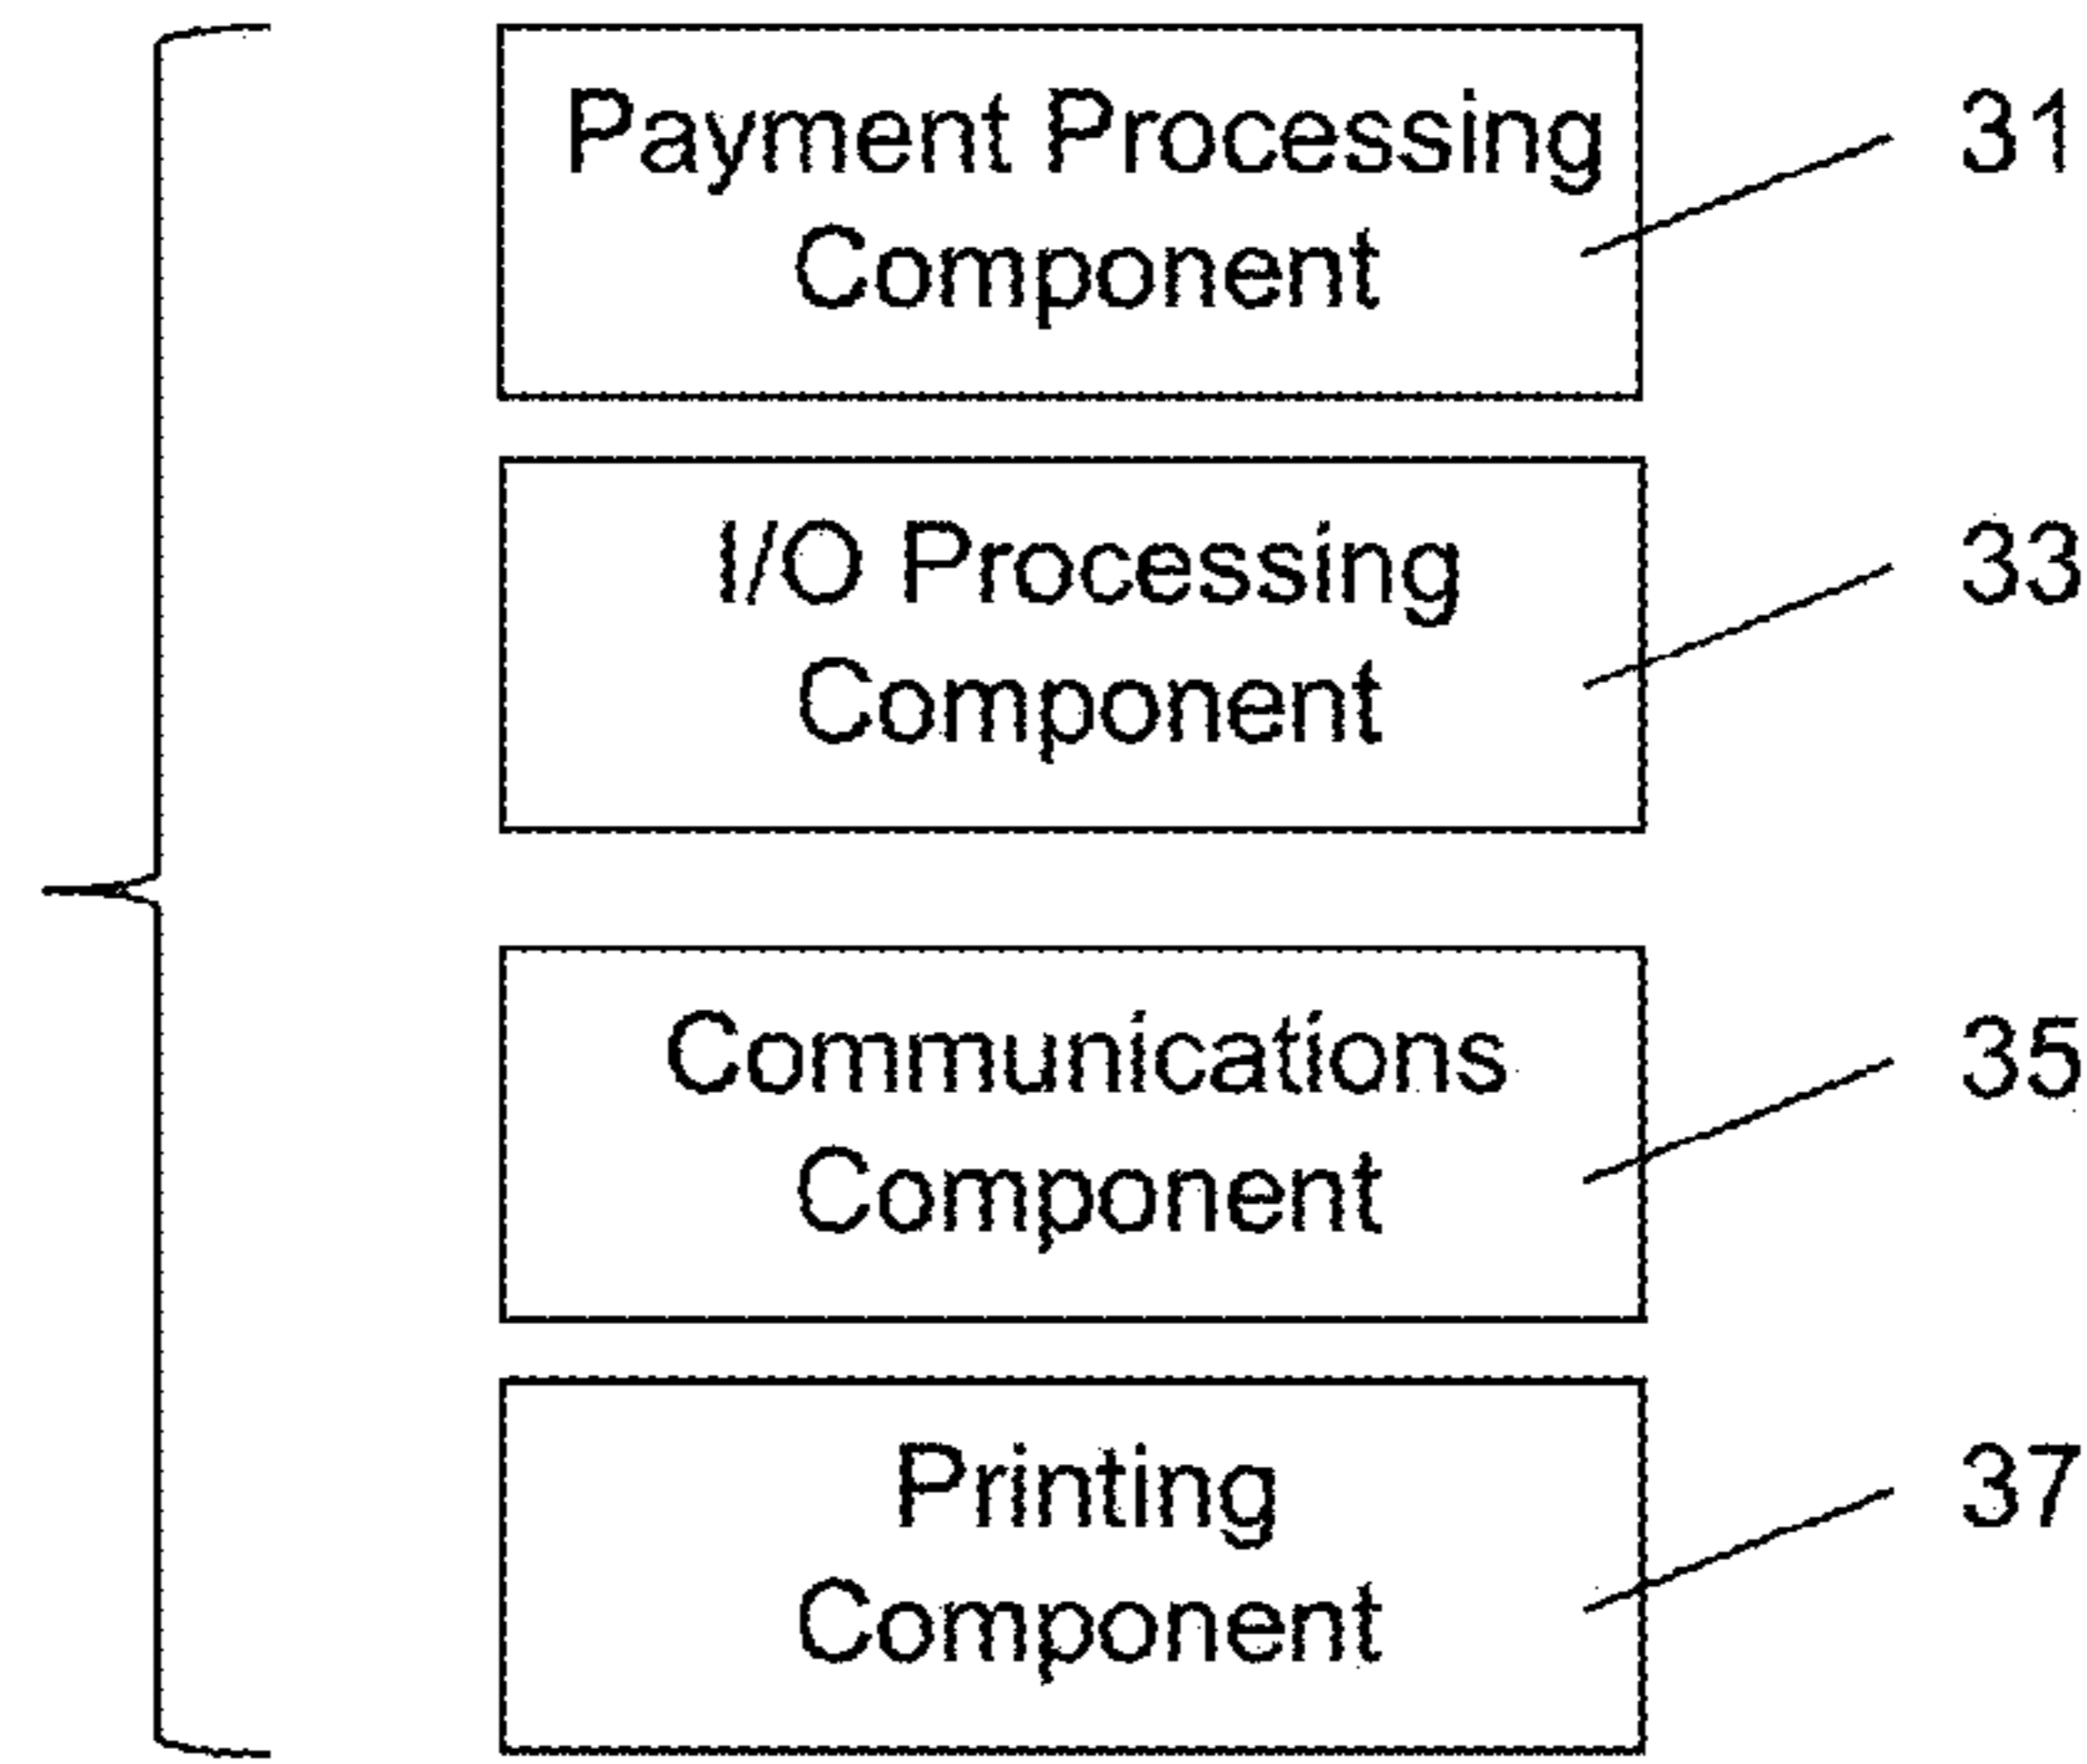 Payment Processing
Component
31
I/O Processing
Component
33
Communications
Component
35
Printing
Component
37